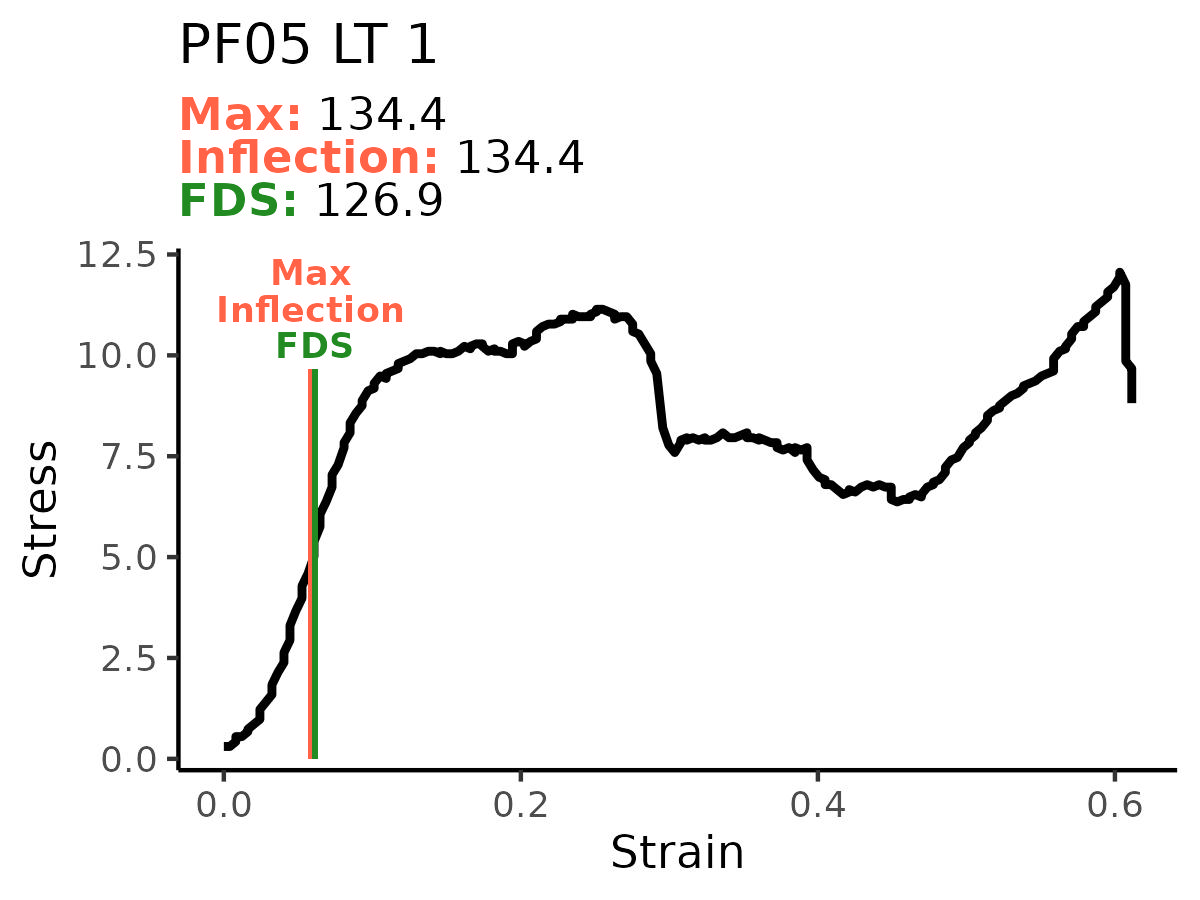 PF05 LT 1
Max: 134.4
Inflection: 134.4
FDS: 126.9
12.5
10.0
7.5
5.0
2.5
0.0
Stress
Max
Inflection
FDS
0.0 0.2 0.4 0.6
Strain